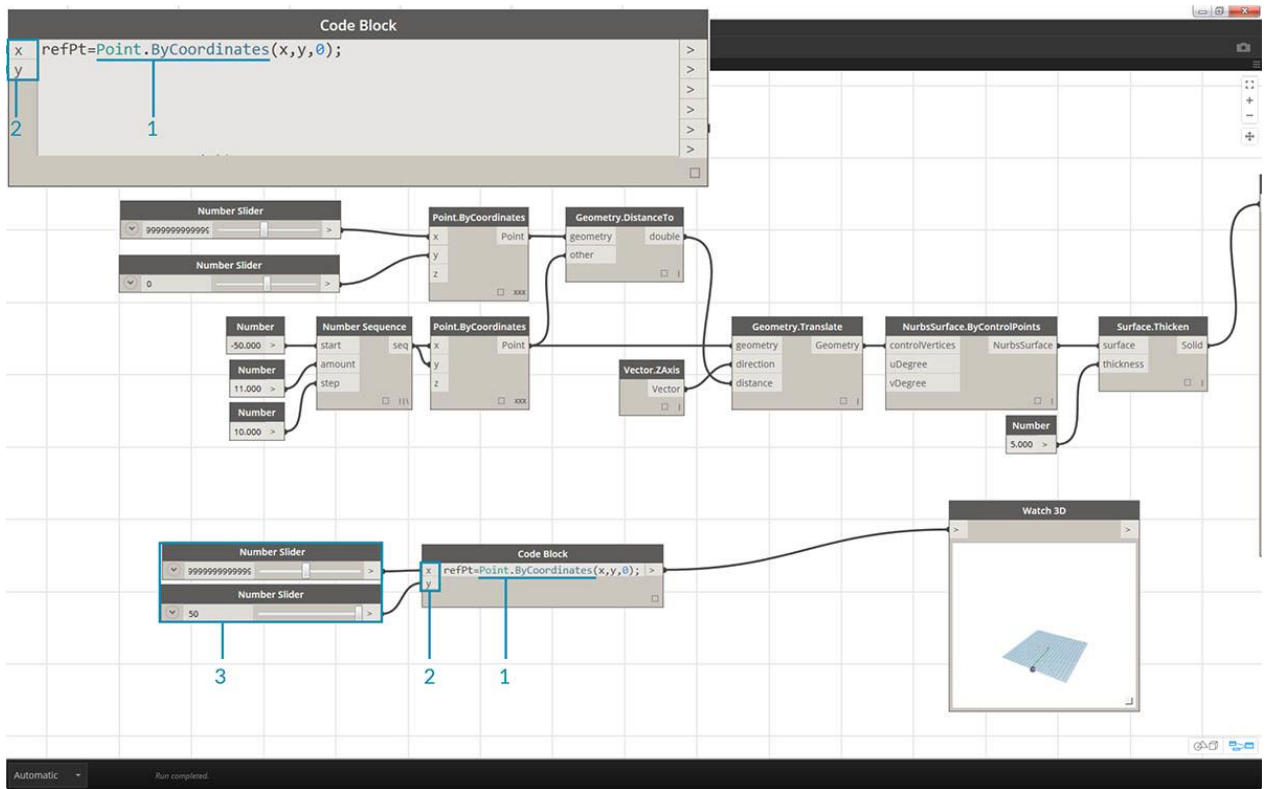 Code Block
x refPt=Point.ByCoordinates(x,y,0); >
y >
>
>
>
>
2 1
Number Slider
9999999999999 >
Number Slider
0 >
Point.ByCoordinates
x Point
y
z
xxx
Geometry.DistanceTo
geometry double
other
Number
-50.000 >
Number
11.000 >
Number
10.000 >
Number Sequence
start seq
amount
step
Point.ByCoordinates
x Point
y
z
xxx
Vector.ZAxis
Vector
Geometry.Translate
geometry Geometry
direction
distance
NurbsSurface.ByControlPoints
controlVertices NurbsSurface
uDegree
vDegree
Number
5.000 >
Surface.Thicken
surface Solid
thickness
Number Slider
9999999999999 >
Number Slider
50 >
3
Code Block
x refPt=Point.ByCoordinates(x,y,0); >
y
2 1
Watch 3D
> >
Automatic
Run completed.